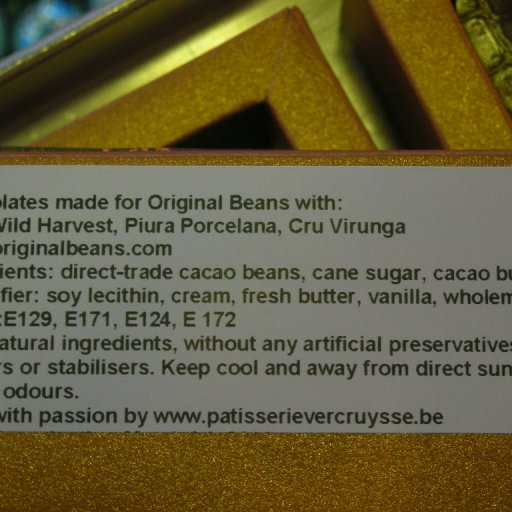 olates made for Original Beans with:
Wild Harvest, Piura Porcelana, Cru Virunga
originalbeans.com
ients: direct-trade cacao beans, cane sugar, cacao bu
fier: soy lecithin, cream, fresh butter, vanilla, wholem
:E129, E171, E124, E 172
atural ingredients, without any artificial preservatives
rs or stabilisers. Keep cool and away from direct sun
odours.
with passion by www.patisserievercruysse.be